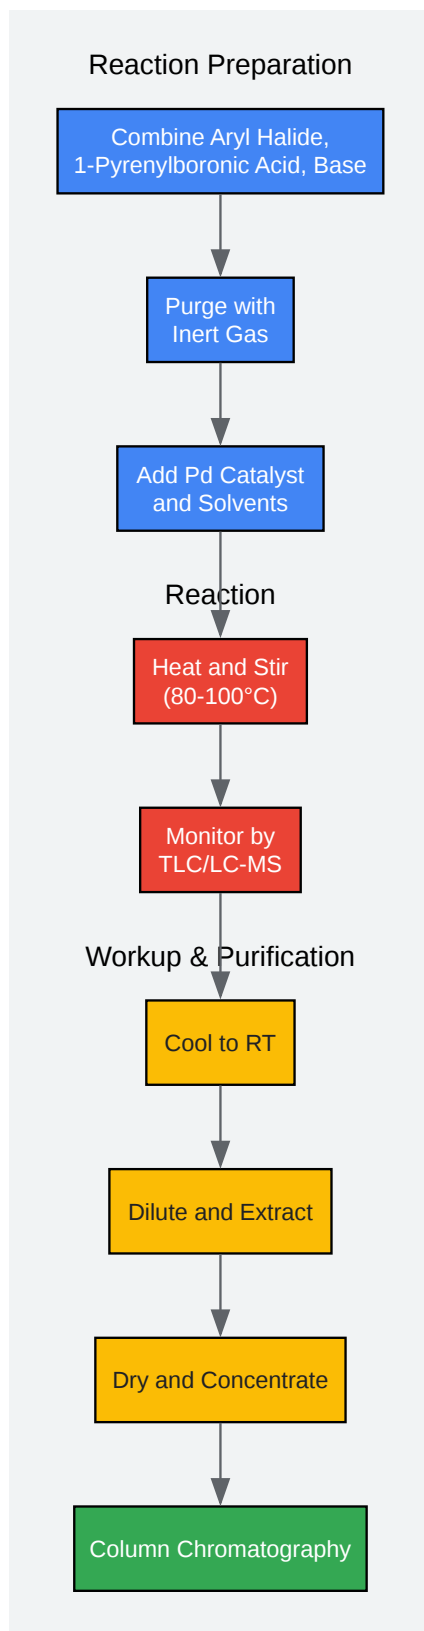 Reaction Preparation
Combine Aryl Halide,
1-Pyrenylboronic Acid, Base
Purge with
Inert Gas
Add Pd Catalyst
and Solvents
Reaction
Heat and Stir
(80-100°C)
Monitor by
TLC/LC-MS
Workup & Purification
Cool to RT
Dilute and Extract
Dry and Concentrate
Column Chromatography